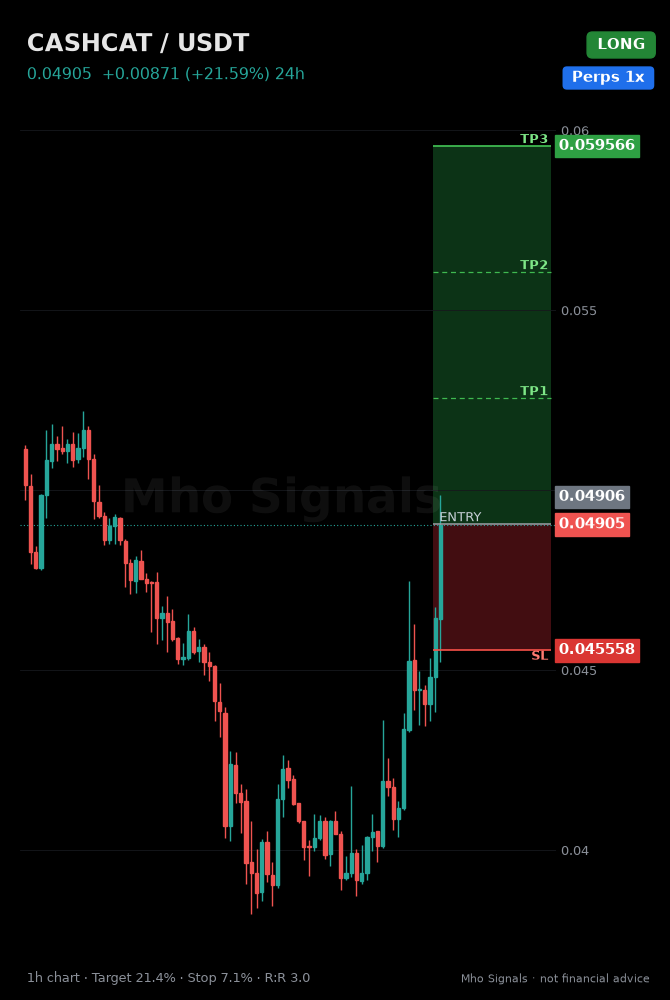 CASHCAT / USDT
LONG
0.04905 +0.00871 (+21.59%) 24h
Perps 1x
0.06
TP3
0.059566
TP2
0.055
TP1
Mho Signals
0.04906
ENTRY
0.04905
0.045558
SL
0.045
0.04
1h chart · Target 21.4% · Stop 7.1% · R:R 3.0
Mho Signals · not financial advice